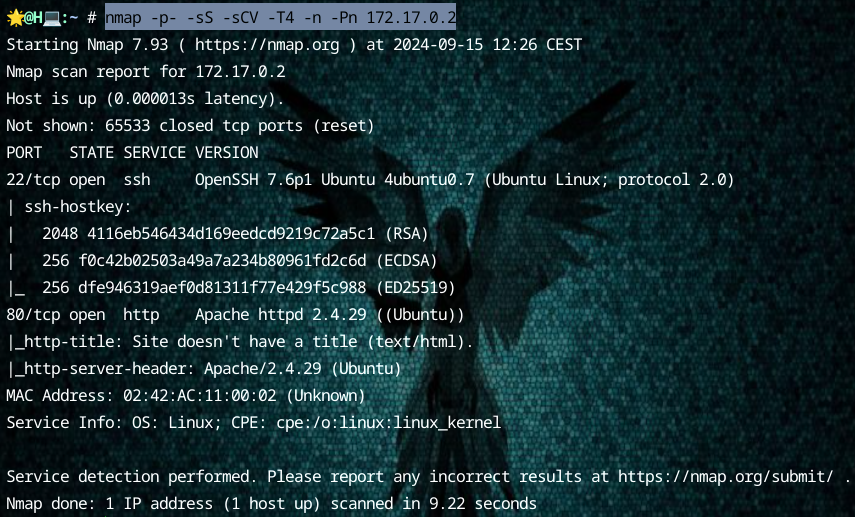 🌟@H💻:~ # nmap -p- -sS -sCV -T4 -n -Pn 172.17.0.2
Starting Nmap 7.93 ( https://nmap.org ) at 2024-09-15 12:26 CEST
Nmap scan report for 172.17.0.2
Host is up (0.000013s latency).
Not shown: 65533 closed tcp ports (reset)
PORT   STATE SERVICE VERSION
22/tcp open  ssh     OpenSSH 7.6p1 Ubuntu 4ubuntu0.7 (Ubuntu Linux; protocol 2.0)
| ssh-hostkey:
|   2048 4116eb546434d169eedcd9219c72a5c1 (RSA)
|   256 f0c42b02503a49a7a234b80961fd2c6d (ECDSA)
|_  256 dfe946319aef0d81311f77e429f5c988 (ED25519)
80/tcp open  http    Apache httpd 2.4.29 ((Ubuntu))
|_http-title: Site doesn't have a title (text/html).
|_http-server-header: Apache/2.4.29 (Ubuntu)
MAC Address: 02:42:AC:11:00:02 (Unknown)
Service Info: OS: Linux; CPE: cpe:/o:linux:linux_kernel
Service detection performed. Please report any incorrect results at https://nmap.org/submit/ .
Nmap done: 1 IP address (1 host up) scanned in 9.22 seconds